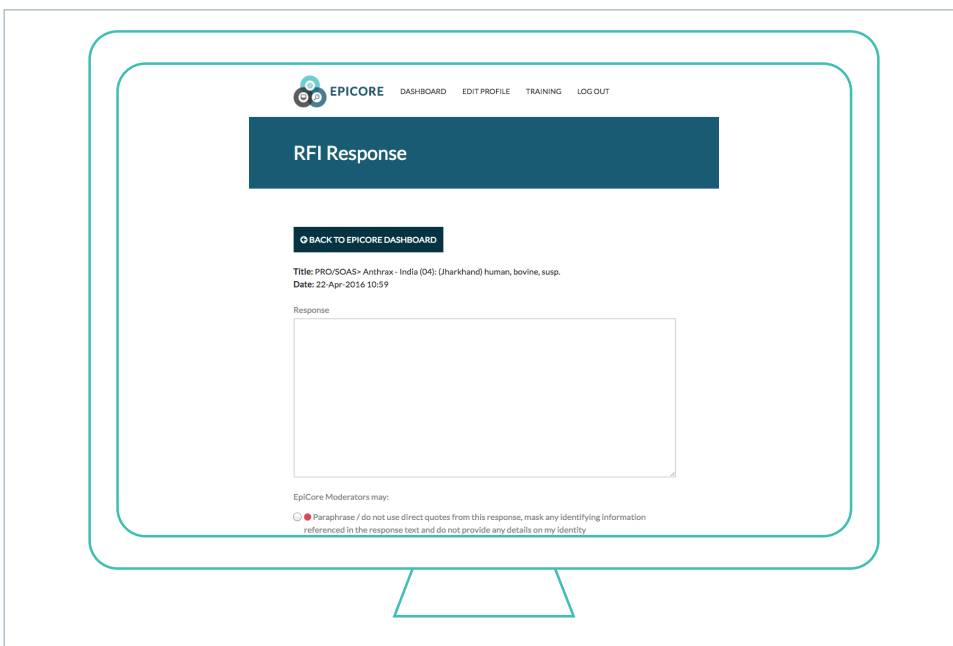 EPICORE DASHBOARD EDIT PROFILE TRAINING LOG OUT
RFI Response
BACK TO EPICORE DASHBOARD
Title: PRO/SOAS> Anthrax - India (04): (Jharkhand) human, bovine, susp.
Date: 22-Apr-2016 10:59
Response
EpiCore Moderators may:
Paraphrase / do not use direct quotes from this response, mask any identifying information
referenced in the response text and do not provide any details on my identity